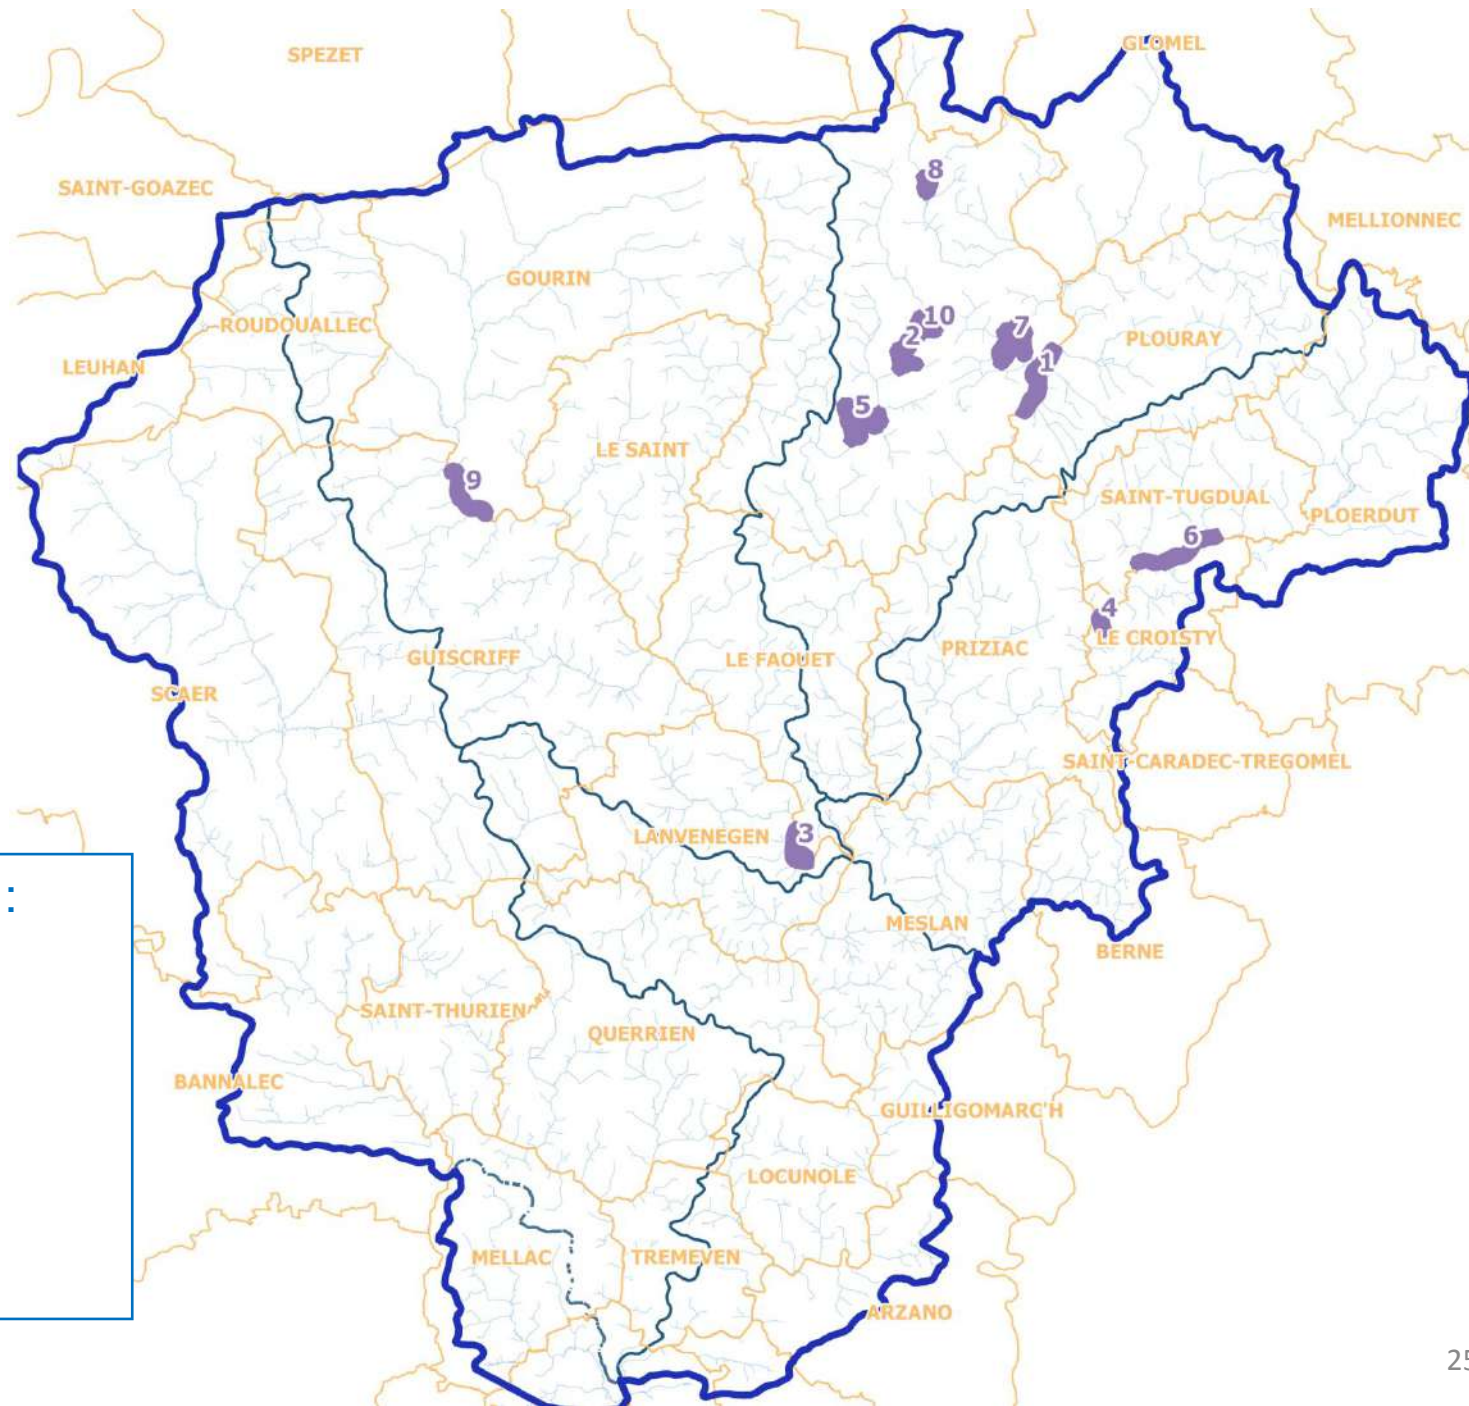 GLOMEL
SPEZET
8
SAINT-GOAZEC
MELLIONNEC
GOURIN
10
ROUDOUALLEC
7
2
PLOURAY
LEUHAN
1
5
LE SAINT
9
SAINT-TUGDUAL
PLOERDUT
6
4
LE CROISTY
PRIZIAC
GUISCRIFF
LE FAOUET
SCAER
SAINT-CARADEC-TREGOMEL
3
LANVENEGEN
:
MESLAN
BERNE
SAINT-THURIEN
QUERRIEN
BANNALEC
GUILLIGOMARC'H
LOCUNOLE
MELLAC
TREMEVEN
ARZANO
25